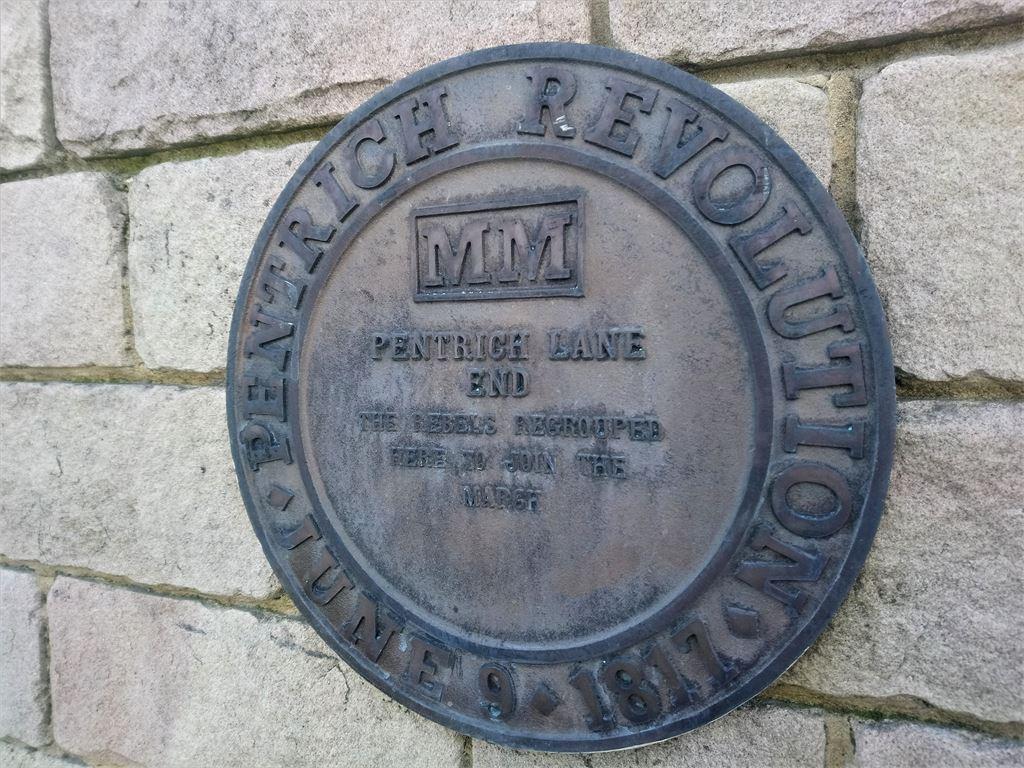 PENTRICH REVOLUTION
MM
PENTRICH LANE
END
THE REBELS REGROUPED
HERE TO JOIN THE
MARCH
JUNE 9 ♦ 1817